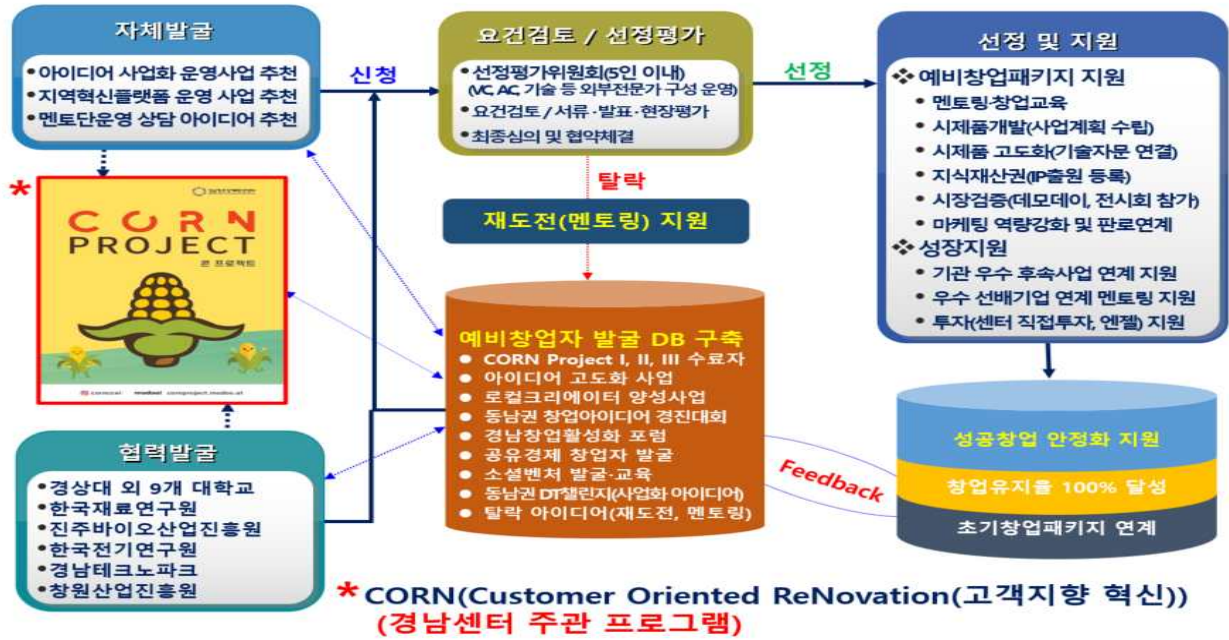 자체발굴
•아이디어 사업화 운영사업 추천
•지역혁신플랫폼 운영 사업 추천
•멘토단운영 상담 아이디어 추천
신청
요건검토 / 선정평가
•선정평가위원회(5인 이내)
(VC, AC, 기술 등 외부전문가 구성 운영)
•요건검토 / 서류·발표·현장평가
•최종심의 및 협약체결
선정
선정 및 지원
❖예비창업패키지 지원
•멘토링·창업교육
•시제품개발(사업계획 수립)
•시제품 고도화(기술자문 연결)
•지식재산권(IP출원 등록)
•시장검증(데모데이, 전시회 참가)
•마케팅 역량강화 및 판로연계
❖성장지원
•기관 우수 후속사업 연계 지원
•우수 선배기업 연계 멘토링 지원
•투자(센터 직접투자, 엔젤) 지원
*
CORN
PROJECT
콘 프로젝트
탈락
재도전(멘토링) 지원
예비창업자 발굴 DB 구축
● CORN Project I, II, III 수료자
● 아이디어 고도화 사업
● 로컬크리에이터 양성사업
● 동남권 창업아이디어 경진대회
● 경남창업활성화 포럼
● 공유경제 창업자 발굴
● 소셜벤처 발굴·교육
● 동남권 DT챌린지(사업화 아이디어)
● 탈락 아이디어(재도전, 멘토링)
Feedback
성공창업 안정화 지원
창업유지율 100% 달성
초기창업패키지 연계
협력발굴
•경상대 외 9개 대학교
•한국재료연구원
•진주바이오산업진흥원
•한국전기연구원
•경남테크노파크
•창원산업진흥원
*CORN(Customer Oriented ReNovation(고객지향 혁신))
(경남센터 주관 프로그램)